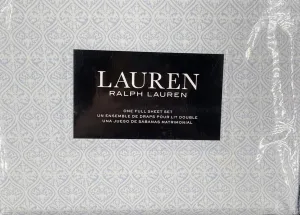 LAUREN
RALPH LAUREN
ONE FULL SHEET SET
UN ENSEMBLE DE DRAPS POUR LIT DOUBLE
UNA JUEGO DE SABANAS MATRIMONIAL